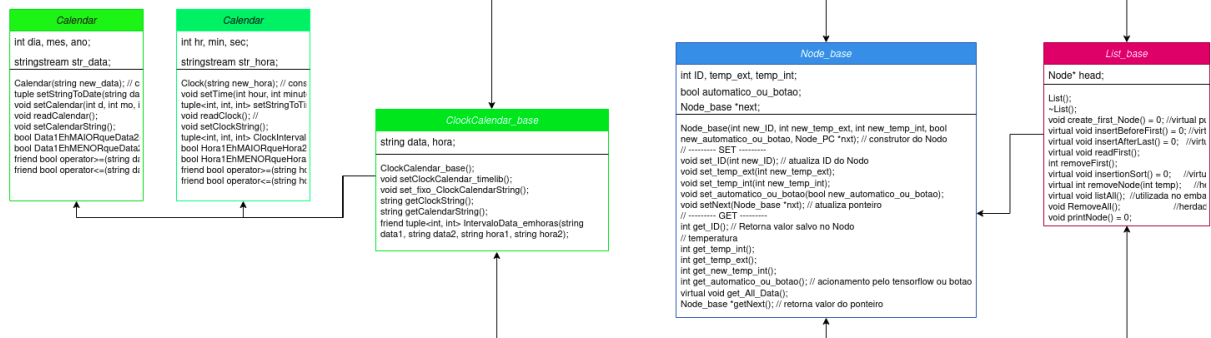 Calendar
int dia, mes, ano;
stringstream str_data;
Calendar(string new_data); // c
tuple setStringToDate(string da
void setCalendar(int d, int mo, i
void readCalendar();
void setCalendarString();
bool Data1EhMAIORqueData2
bool Data1EhMENORqueData
friend bool operator>=(string da
friend bool operator<=(string da
Calendar
int hr, min, sec;
stringstream str_hora;
Clock(string new_hora); // cons
void setTime(int hour, int minut
tuple<int, int, int> setStringToTi
void readClock(); //
void setClockString();
tuple<int, int, int> ClockInterval
bool Hora1EhMAIORqueHora2
bool Hora1EhMENORqueHora
friend bool operator>=(string ho
friend bool operator<=(string ho
ClockCalendar_base
string data, hora;
ClockCalendar_base();
void setClockCalendar_timelib();
void set_fixo_ClockCalendarString();
string getClockString();
string getCalendarString();
friend tuple<int, int> IntervaloData_emhoras(string
data1, string data2, string hora1, string hora2);
Node_base
int ID, temp_ext, temp_int;
bool automatico_ou_botao;
Node_base *next;
Node_base(int new_ID, int new_temp_ext, int new_temp_int, bool
new_automatico_ou_botao, Node_PC *nxt); // construtor do Nodo
// --------- SET ---------
void set_ID(int new_ID); // atualiza ID do Nodo
void set_temp_ext(int new_temp_ext);
void set_temp_int(int new_temp_int);
void set_automatico_ou_botao(bool new_automatico_ou_botao);
void setNext(Node_base *nxt); // atualiza ponteiro
// --------- GET ---------
int get_ID(); // Retorna valor salvo no Nodo
// temperatura
int get_temp_int();
int get_temp_ext();
int get_new_temp_int();
int get_automatico_ou_botao(); // acionamento pelo tensorflow ou botao
virtual void get_All_Data();
Node_base *getNext(); // retorna valor do ponteiro
List_base
Node* head;
List();
~List();
void create_first_Node() = 0; //virtual pu
virtual void insertBeforeFirst() = 0; //virt
virtual void insertAfterLast() = 0; //virtu
virtual void readFirst();
int removeFirst();
virtual void insertionSort() = 0; //virtu
virtual int removeNode(int temp); //he
virtual void listAll(); //utilizada no emba
void RemoveAll(); //herdac
void printNode() = 0;